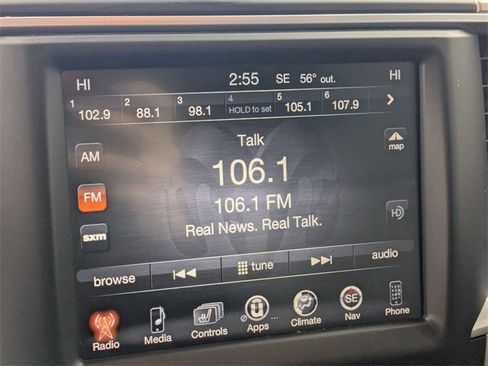 HI 2:55 SE 56° out. HI
1 102.9 2 88.1 3 98.1 4 HOLD to set 5 105.1 6 107.9
Talk
AM
map
106.1
FM
106.1 FM
HD
Real News. Real Talk.
sxm
browse tune audio
SE
Radio Media Controls Apps ... Climate Nav Phone